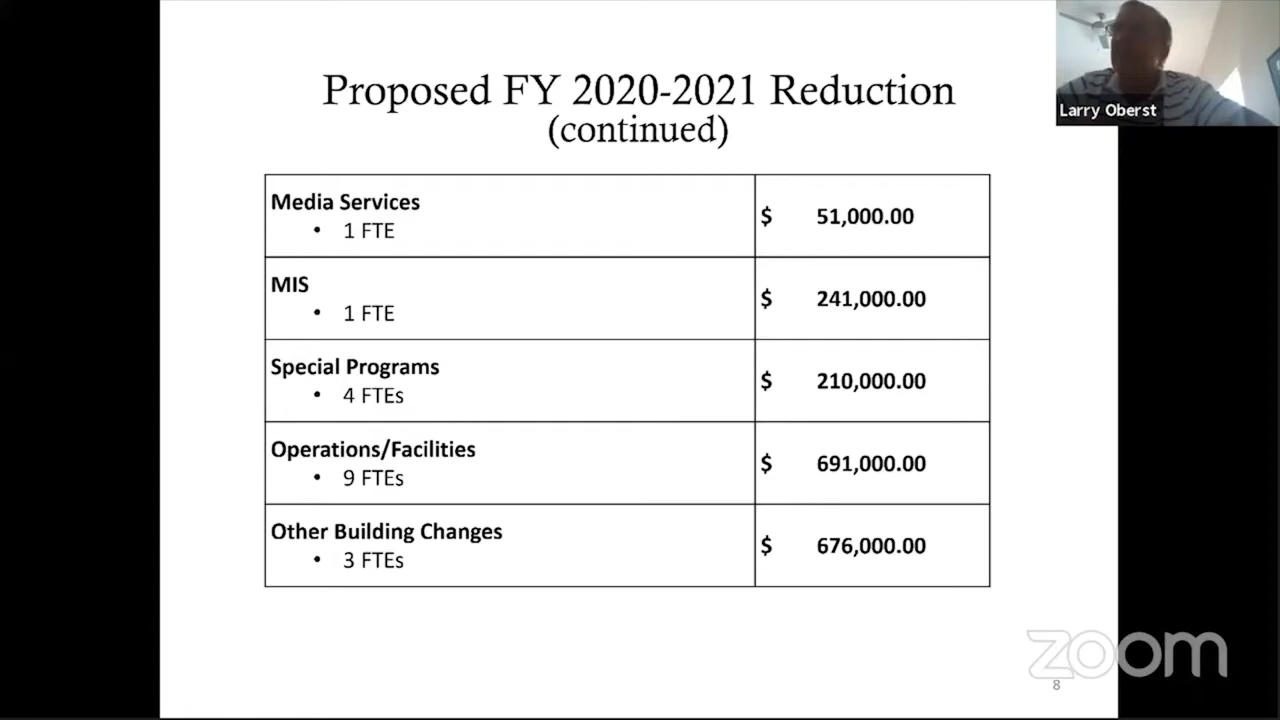 Proposed FY 2020-2021 Reduction
(continued)
Larry Oberst
Media Services
• 1 FTE
$ 51,000.00
MIS
• 1 FTE
$ 241,000.00
Special Programs
• 4 FTEs
$ 210,000.00
Operations/Facilities
• 9 FTEs
$ 691,000.00
Other Building Changes
• 3 FTEs
$ 676,000.00
zoom
8